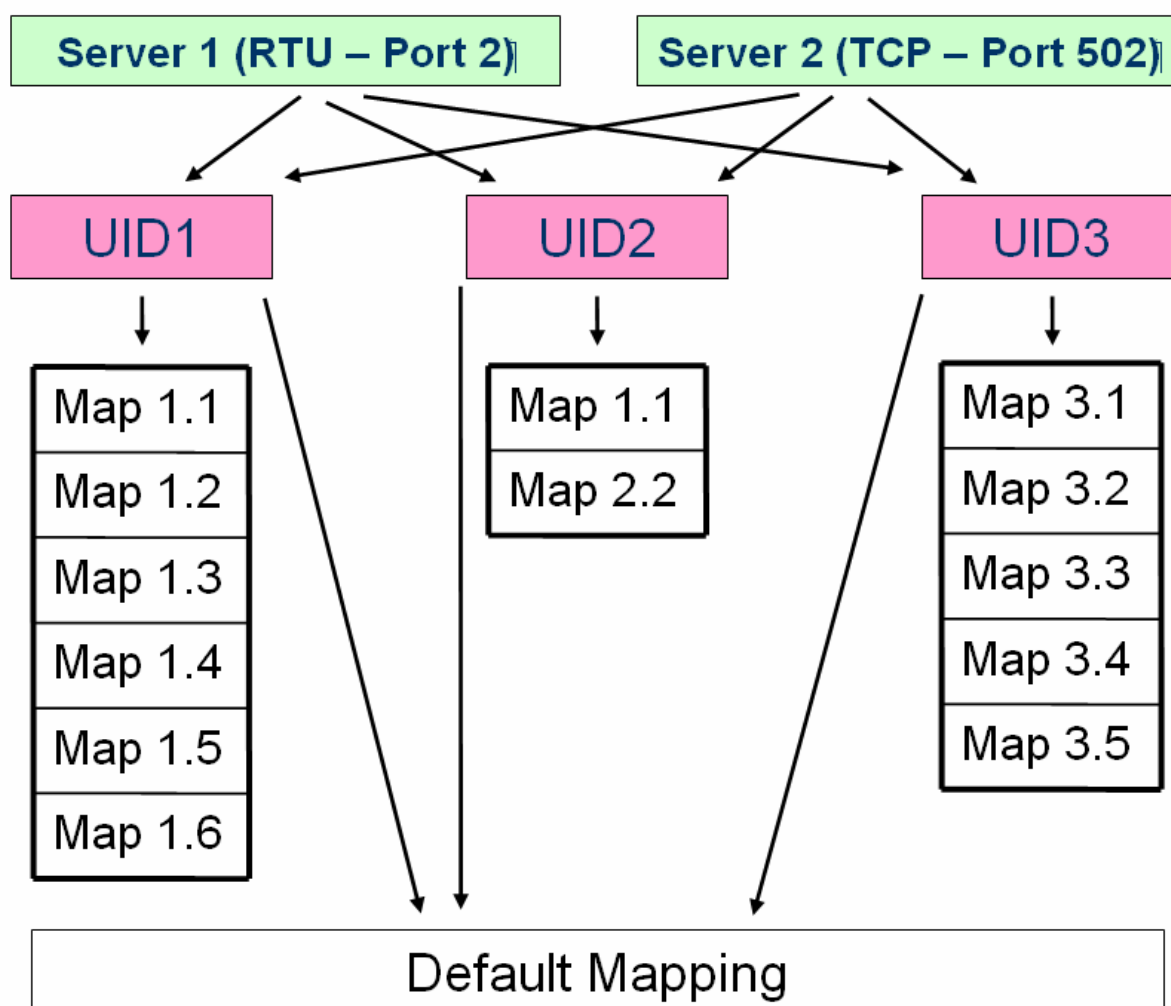 Server 1 (RTU – Port 2)
Server 2 (TCP – Port 502)
UID1
UID2
UID3
Map 1.1
Map 1.2
Map 1.3
Map 1.4
Map 1.5
Map 1.6
Map 1.1
Map 2.2
Map 3.1
Map 3.2
Map 3.3
Map 3.4
Map 3.5
Default Mapping